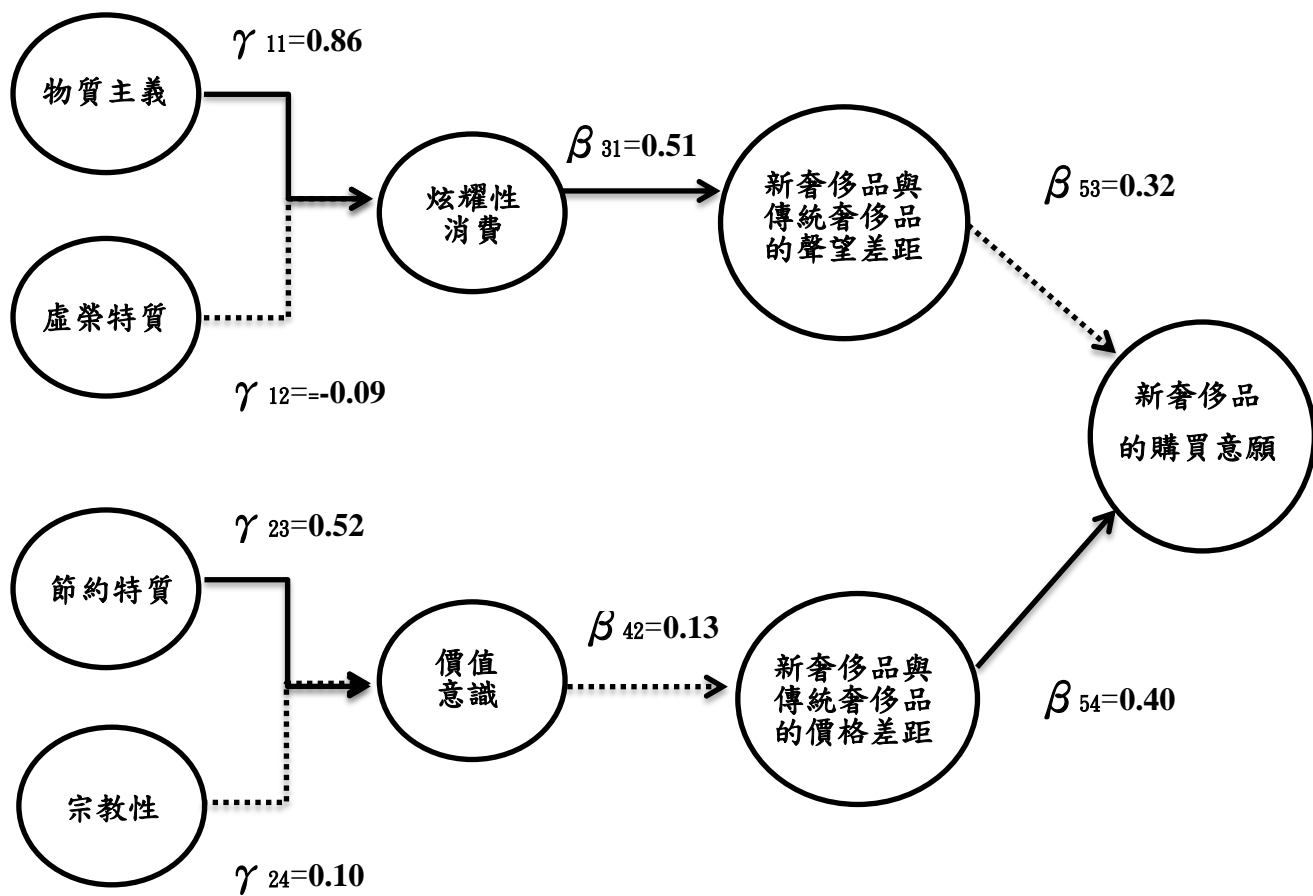 γ 11=0.86
物質主義
β 31=0.51
炫耀性
消費
新奢侈品與
傳統奢侈品
的聲望差距
β 53=0.32
虛榮特質
γ 12==-0.09
新奢侈品
的購買意願
γ 23=0.52
節約特質
β 42=0.13
價值
意識
新奢侈品與
傳統奢侈品
的價格差距
β 54=0.40
宗教性
γ 24=0.10